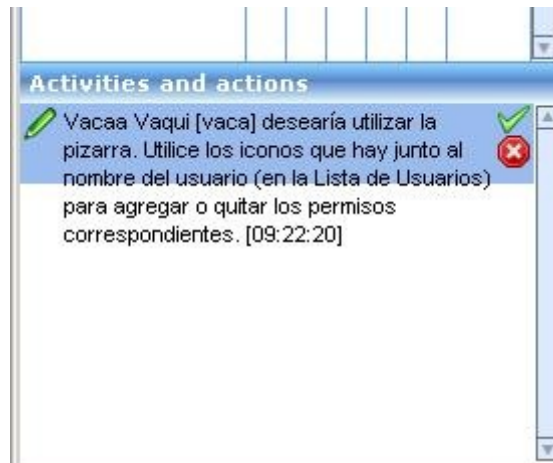 Activities and actions
Vacaa Vaqui [vaca] desearía utilizar la
pizarra. Utilice los iconos que hay junto al
nombre del usuario (en la Lista de Usuarios)
para agregar o quitar los permisos
correspondientes. [09:22:20]